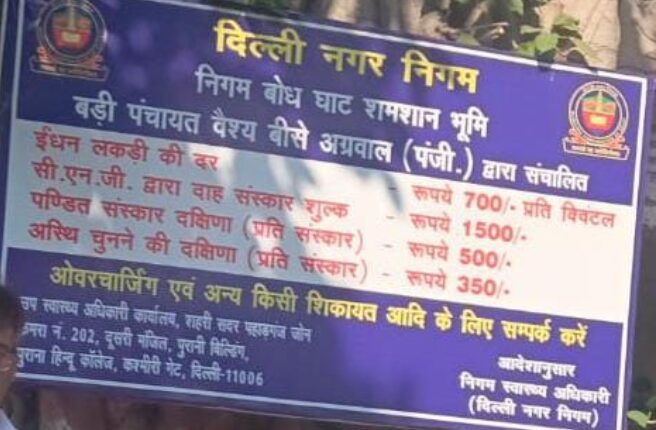 दिल्ली नगर निगम
निगम बोध घाट शमशान भूमि
बड़ी पंचायत वैश्य बीसे अग्रवाल (पंजी.) द्वारा संचालित
ईंधन लकड़ी की दर - रूपये 700/- प्रति क्विंटल
सी.एन.जी. द्वारा दाह संस्कार शुल्क - रूपये 1500/-
पण्डित संस्कार दक्षिणा (प्रति संस्कार) - रूपये 500/-
अस्थि चुनने की दक्षिणा (प्रति संस्कार) - रूपये 350/-
ओवरचार्जिंग एवं अन्य किसी शिकायत आदि के लिए सम्पर्क करें
उप स्वास्थ्य अधिकारी कार्यालय, शहरी सदर पहाड़गंज जोन
कमरा नं. 202, दूसरी मंजिल, पुरानी बिल्डिंग,
पुराना हिन्दू कॉलेज, कश्मीरी गेट, दिल्ली-11006
आदेशानुसार
निगम स्वास्थ्य अधिकारी
(दिल्ली नगर निगम)